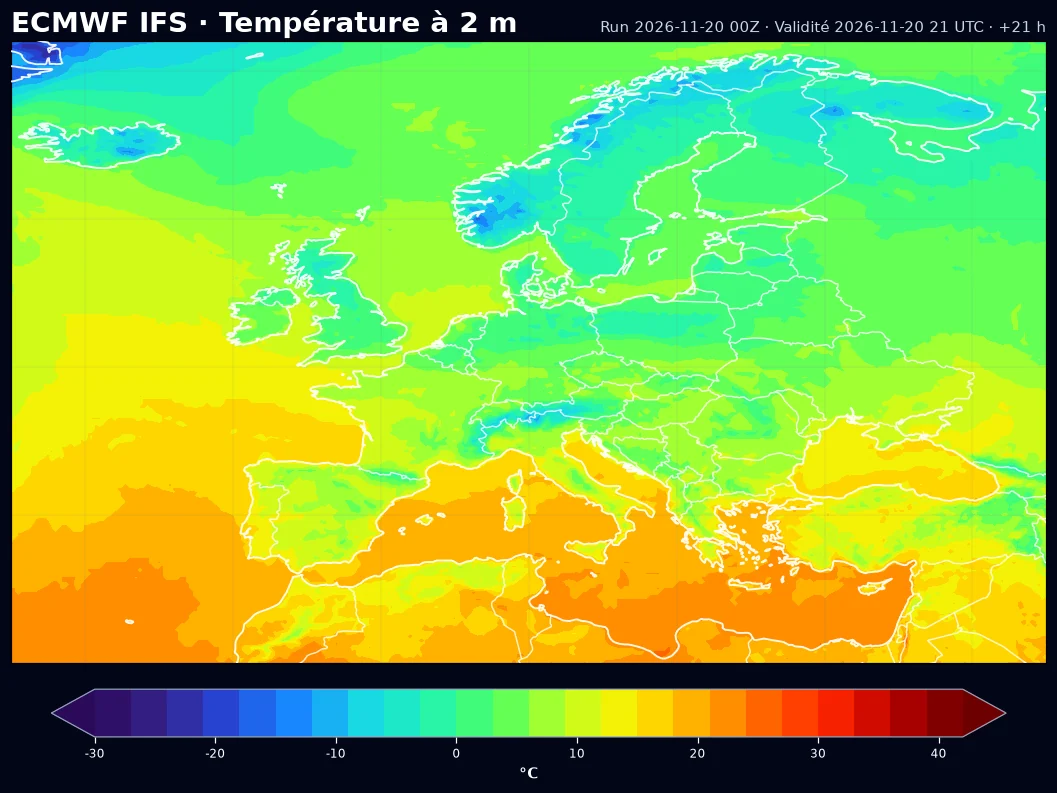 ECMWF IFS · Température à 2 m
Run 2026-11-20 00Z · Validité 2026-11-20 21 UTC · +21 h
-30 -20 -10 0 10 20 30 40
°C